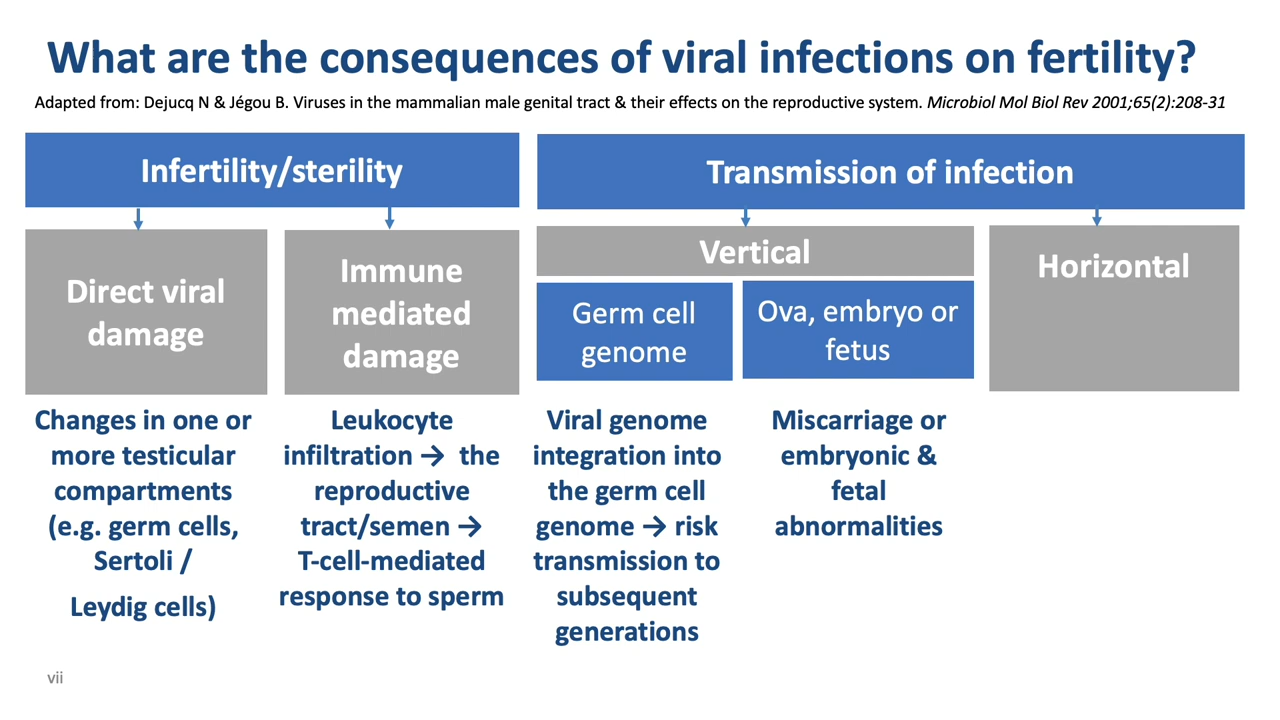 What are the consequences of viral infections on fertility?
Adapted from: Dejucq N & Jégou B. Viruses in the mammalian male genital tract & their effects on the reproductive system. Microbiol Mol Biol Rev 2001;65(2):208-31
Infertility/sterility
Direct viral
damage
Changes in one or
more testicular
compartments
(e.g. germ cells,
Sertoli /
Leydig cells)
Immune
mediated
damage
Leukocyte
infiltration → the
reproductive
tract/semen →
T-cell-mediated
response to sperm
Transmission of infection
Vertical
Germ cell
genome
Viral genome
integration into
the germ cell
genome → risk
transmission to
subsequent
generations
Ova, embryo or
fetus
Miscarriage or
embryonic &
fetal
abnormalities
Horizontal
vii